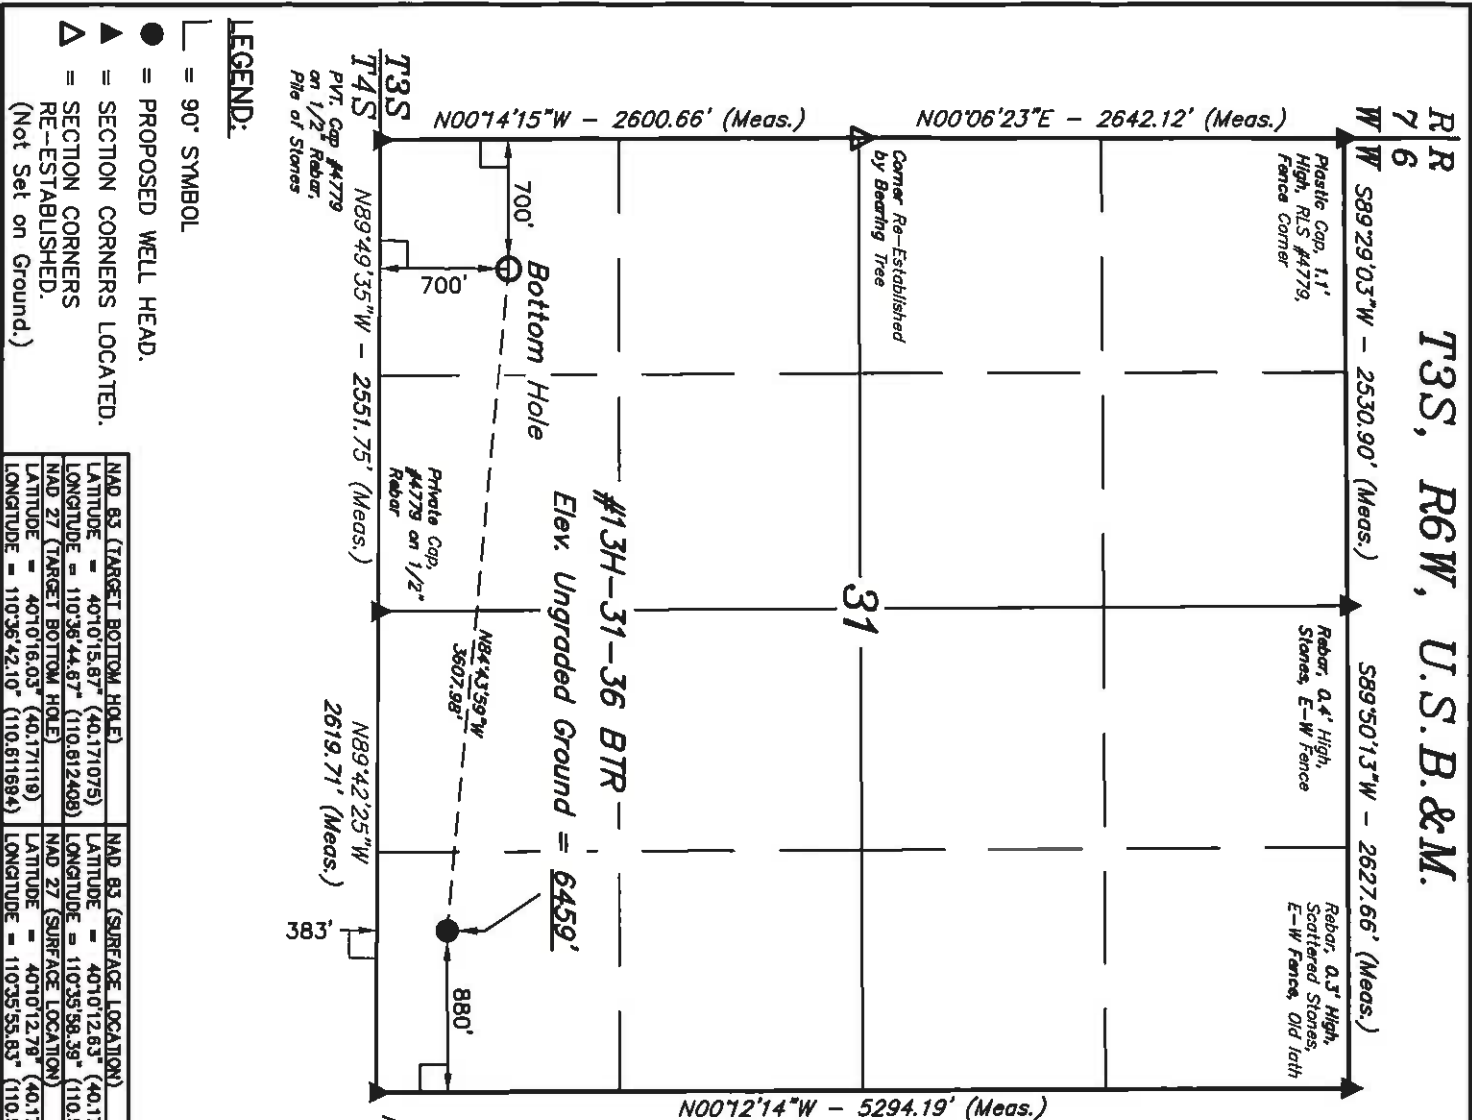 T3S, R6W, U.S.B.&M.
R R
7 6
W W
S89°29'03"W - 2530.90' (Meas.)
S89°50'13"W - 2627.66' (Meas.)
Plastic Cap, 1.1'
High, RLS #4779,
Fence Corner
Rebar, 0.4' High,
Stones, E-W Fence
Rebar, 0.3' High,
Scattered Stones,
E-W Fence, Old lath
N00°06'23"E - 2642.12' (Meas.)
Corner Re-Established
by Bearing Tree
31
N00°14'15"W - 2600.66' (Meas.)
N00°12'14"W - 5294.19' (Meas.)
#13H-31-36 BTR
Elev. Ungraded Ground = 6459'
Bottom Hole
700'
700'
N84°43'59"W
3607.98'
880'
383'
Private Cap,
#4779 on 1/2"
Rebar
T3S
T4S
N89°49'35"W - 2551.75' (Meas.)
N89°42'25"W
2619.71' (Meas.)
PVT. Cap #4779
on 1/2" Rebar,
Pile of Stones
LEGEND:
= 90° SYMBOL
= PROPOSED WELL HEAD.
= SECTION CORNERS LOCATED.
= SECTION CORNERS
RE-ESTABLISHED.
(Not Set on Ground.)
NAD 83 (TARGET BOTTOM HOLE)
LATITUDE = 40°10'15.87" (40.171075)
LONGITUDE = 110°36'44.67" (110.612408)
NAD 27 (TARGET BOTTOM HOLE)
LATITUDE = 40°10'16.03" (40.171119)
LONGITUDE = 110°36'42.10" (110.611694)
NAD 83 (SURFACE LOCATION)
LATITUDE = 40°10'12.63" (40.1
LONGITUDE = 110°35'58.39" (110.
NAD 27 (SURFACE LOCATION)
LATITUDE = 40°10'12.79" (40.1
LONGITUDE = 110°35'55.83" (110.